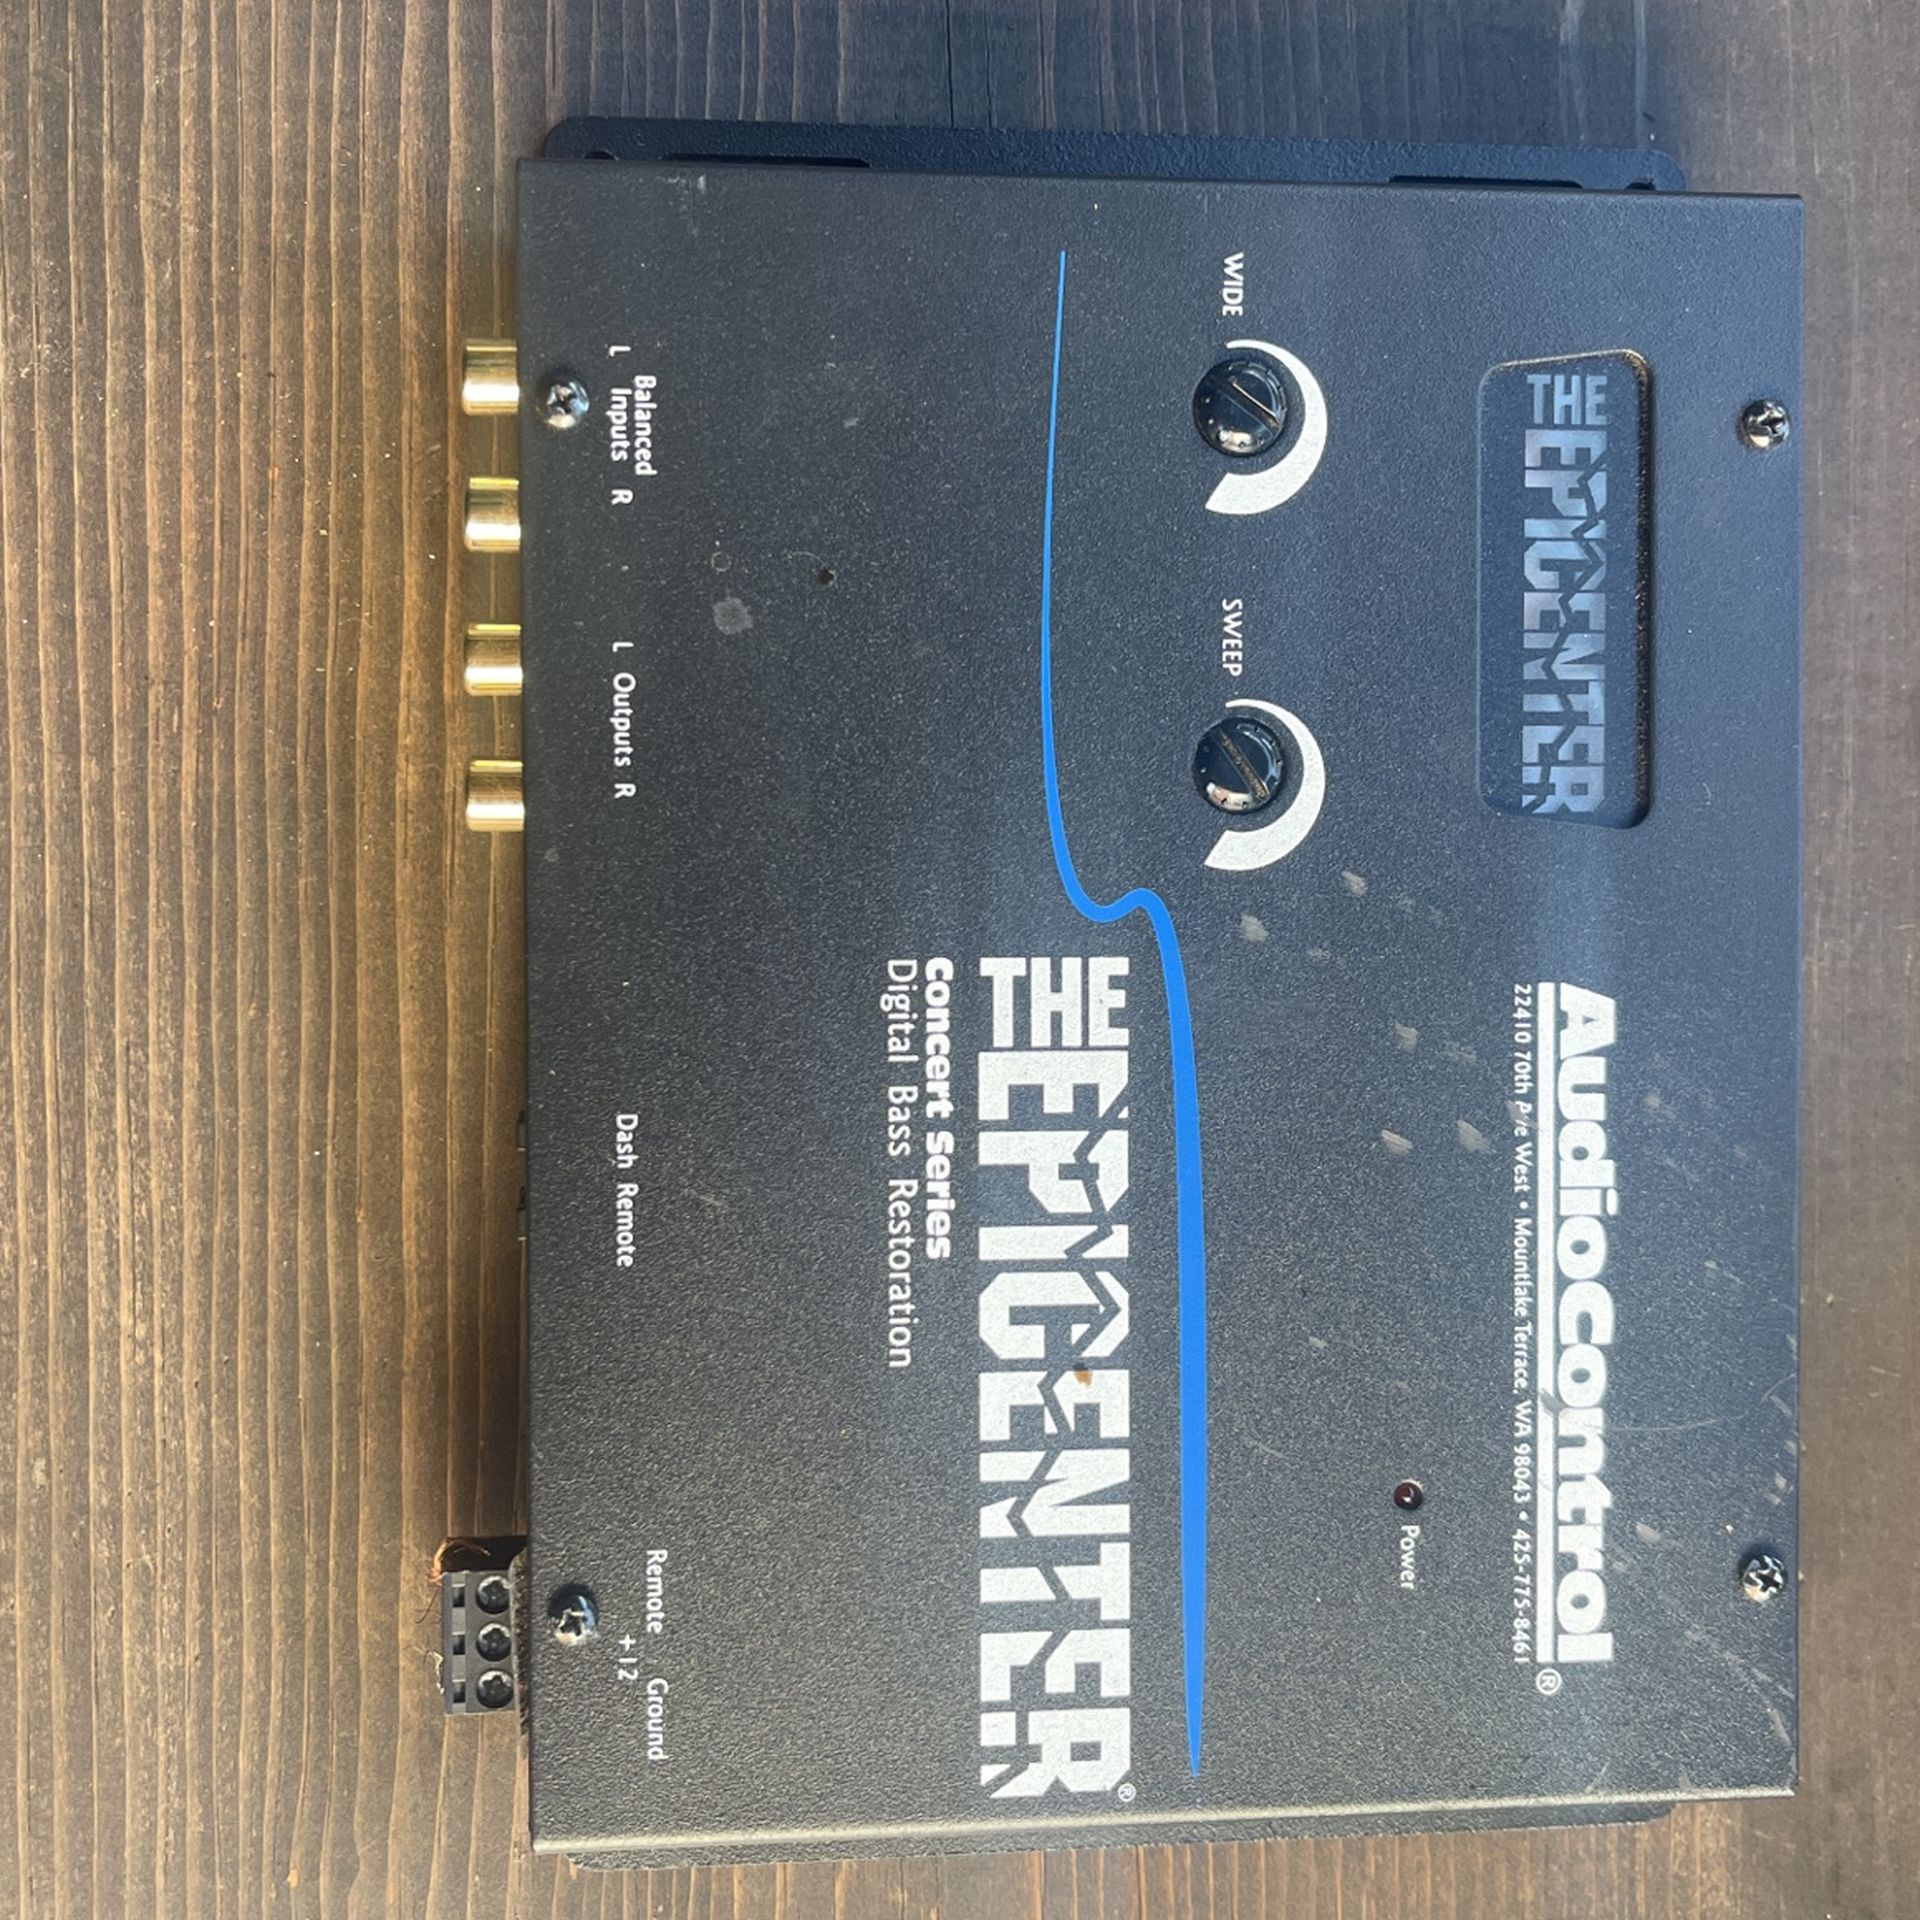 THE EPICENTER
AudioControl®
22410 70th Ave West • Mountlake Terrace, WA 98043 • 425-775-8461
Power
WIDE
SWEEP
THE EPICENTER®
Concert Series
Digital Bass Restoration
Balanced
L Inputs R
L Outputs R
Dash Remote
Remote Ground
+12